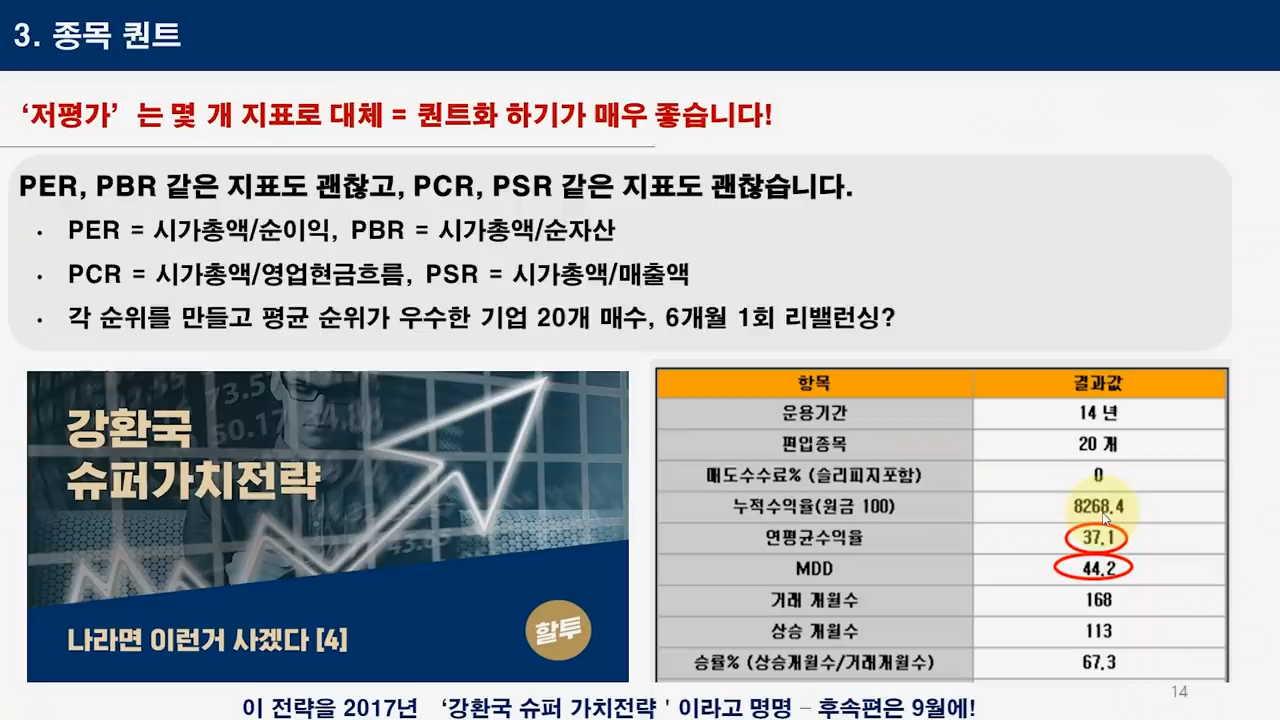 3. 종목 퀀트
‘저평가’ 는 몇 개 지표로 대체 = 퀀트화 하기가 매우 좋습니다!
PER, PBR 같은 지표도 괜찮고, PCR, PSR 같은 지표도 괜찮습니다.
• PER = 시가총액/순이익, PBR = 시가총액/순자산
• PCR = 시가총액/영업현금흐름, PSR = 시가총액/매출액
• 각 순위를 만들고 평균 순위가 우수한 기업 20개 매수, 6개월 1회 리밸런싱?
강환국
슈퍼가치전략
나라면 이런거 사겠다 [4]
할투
항목 결과값
운용기간 14 년
편입종목 20 개
매도수수료% (슬리피지포함) 0
누적수익율(원금 100) 8268.4
연평균수익율 37.1
MDD 44.2
거래 개월수 168
상승 개월수 113
승률% (상승개월수/거래개월수) 67.3
이 전략을 2017년 ‘강환국 슈퍼 가치전략 ' 이라고 명명 – 후속편은 9월에!
14